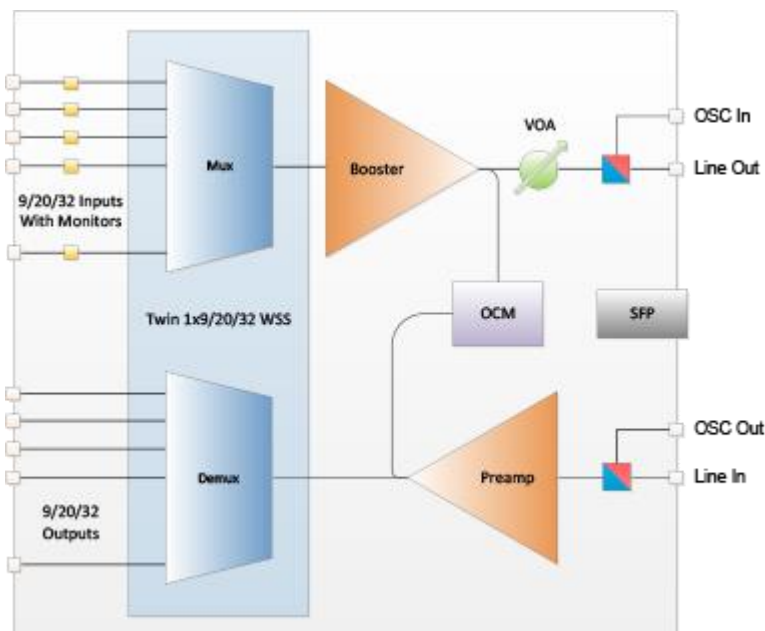 OSC In
VOA
Mux
Booster
Line Out
9/20/32 Inputs
With Monitors
Twin 1x9/20/32 WSS
OCM
SFP
OSC Out
Demux
Preamp
Line In
9/20/32
Outputs